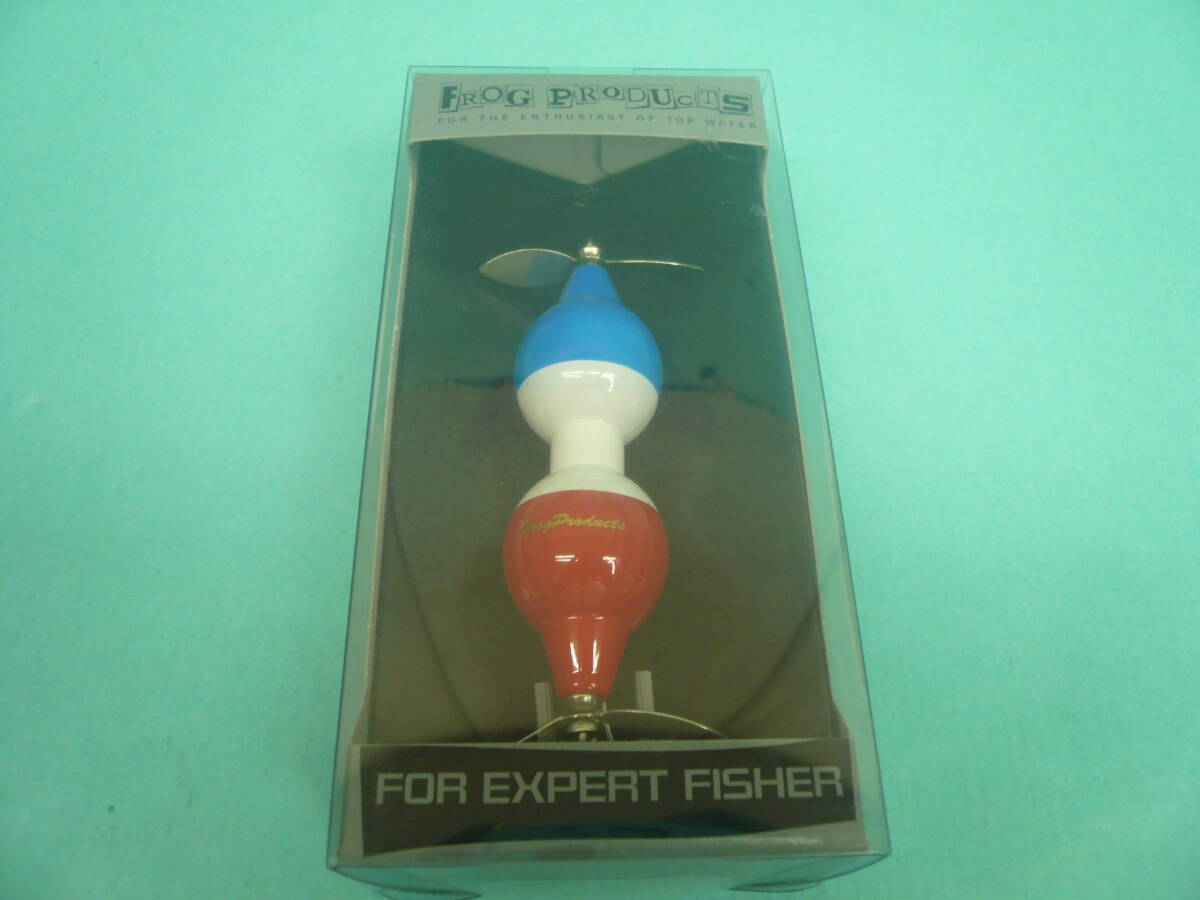 FROG PRODUCTS
FOR THE ENTHUSIAST OF TOP WATER
FrogProducts
FOR EXPERT FISHER